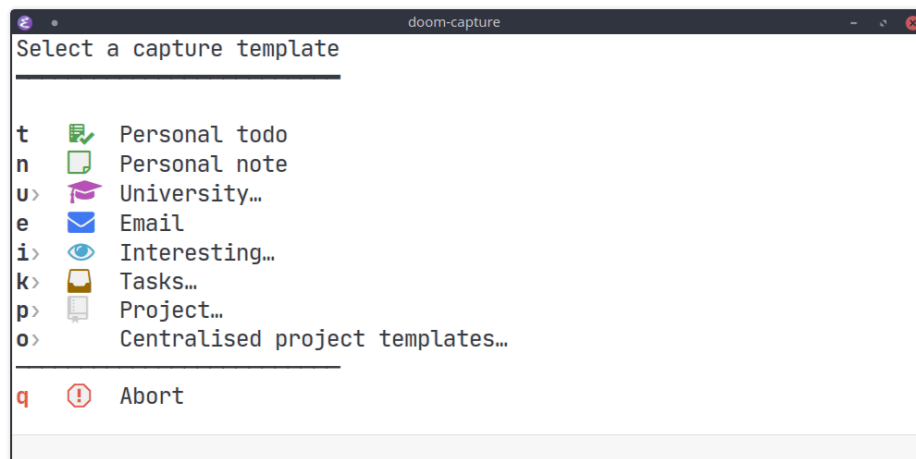 doom-capture
Select a capture template
t Personal todo
n Personal note
u› University…
e Email
i› Interesting…
k› Tasks…
p› Project…
o› Centralised project templates…
q Abort